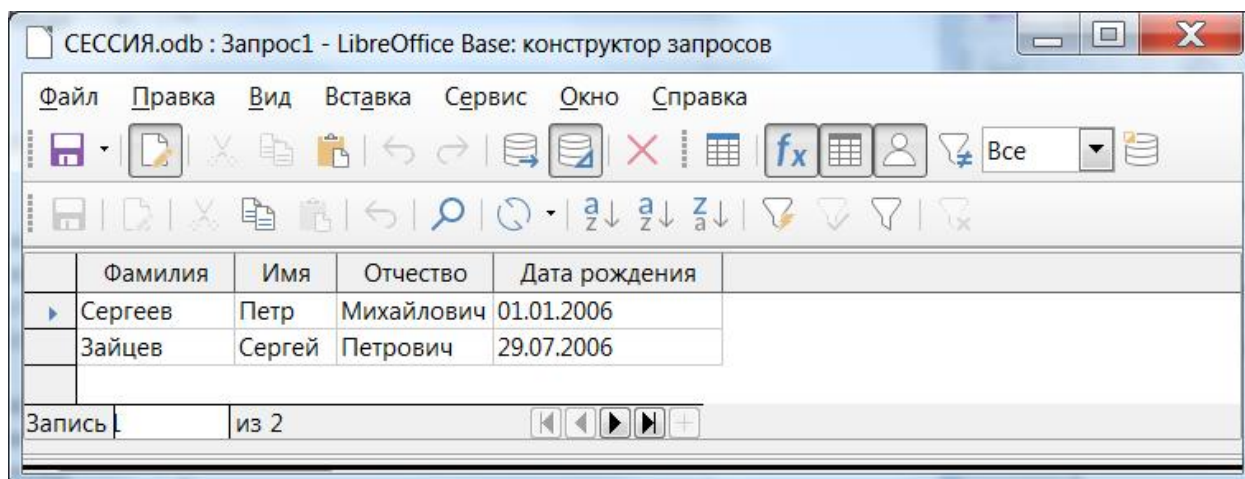 СЕССИЯ.odb : Запрос1 - LibreOffice Base: конструктор запросов
Файл Правка Вид Вставка Сервис Окно Справка
fx Все
a z a z z a
Фамилия Имя Отчество Дата рождения
Сергеев Петр Михайлович 01.01.2006
Зайцев Сергей Петрович 29.07.2006
Запись 1 из 2